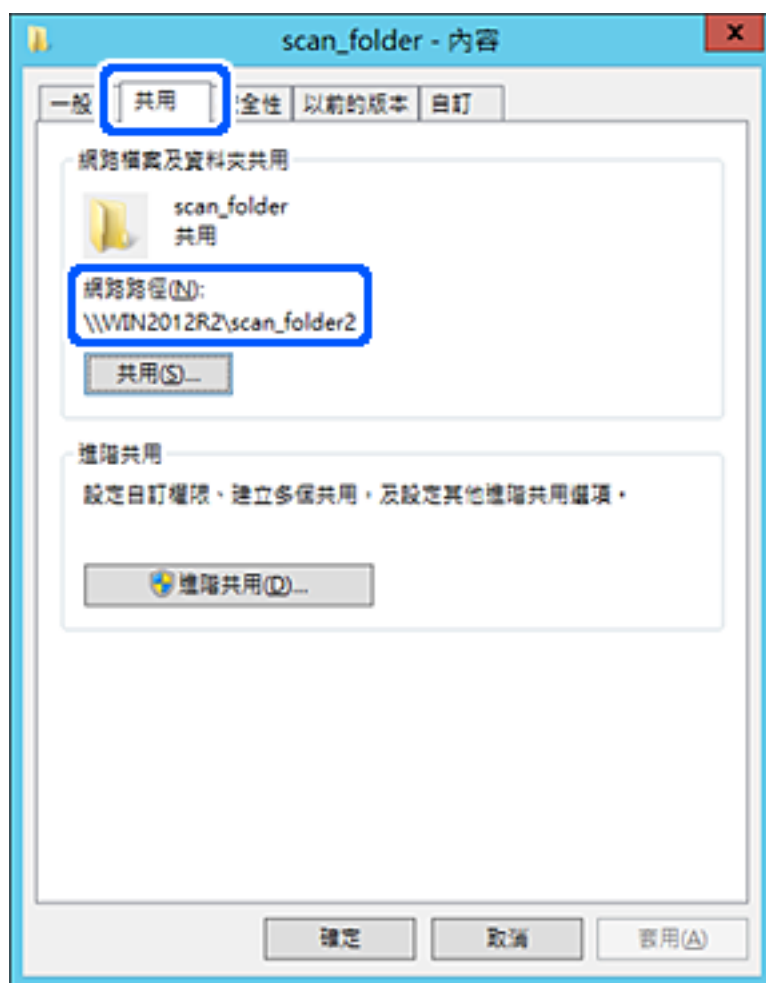 scan_folder - 內容
一般 共用 安全性 以前的版本 自訂
網路檔案及資料夾共用
scan_folder
共用
網路路徑(N):
\\WIN2012R2\scan_folder2
共用(S)...
進階共用
設定自訂權限、建立多個共用，及設定其他進階共用選項。
進階共用(D)...
確定 取消 套用(A)